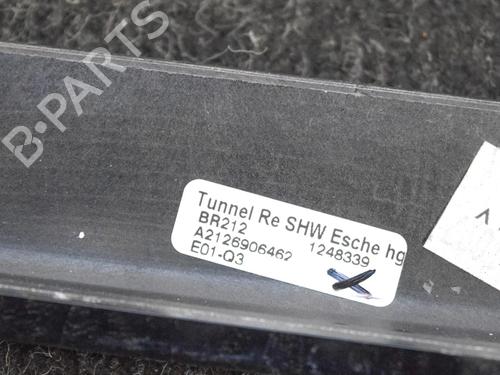 B-PARTS
Tunnel Re SHW Esche hg
BR212
A2126906462 1248339
E01-Q3